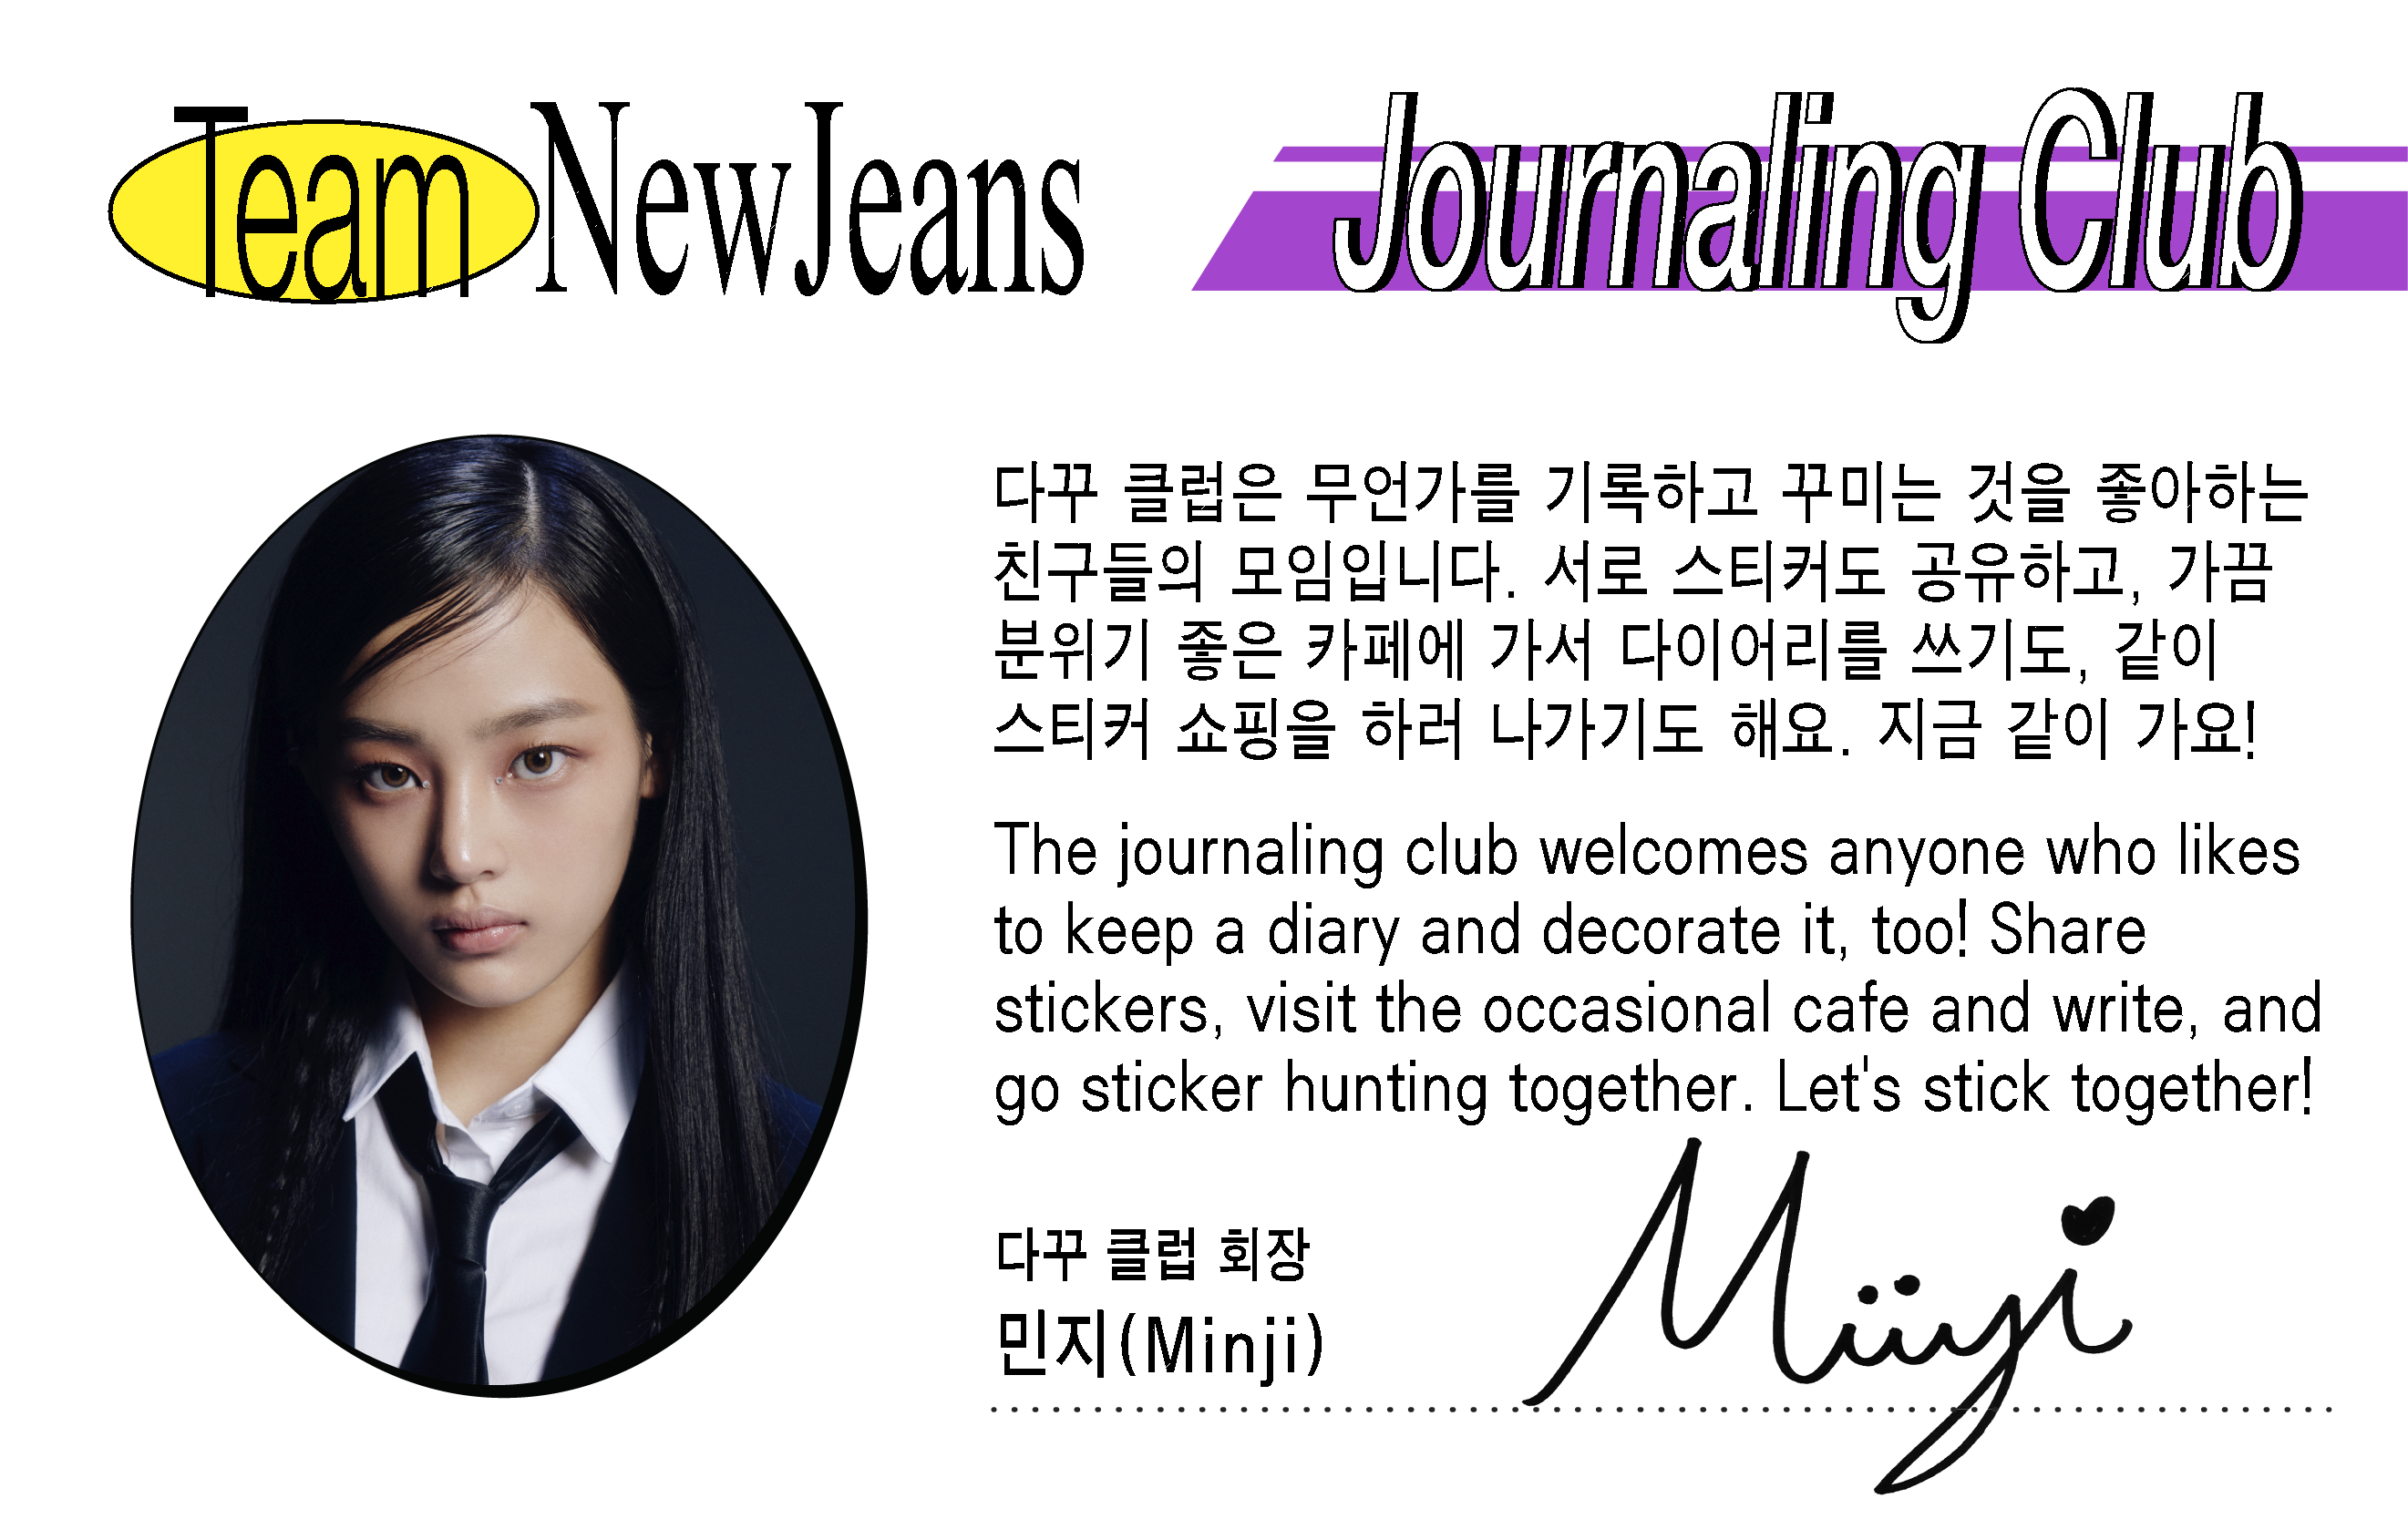 Team NewJeans
Journaling Club
다꾸 클럽은 무언가를 기록하고 꾸미는 것을 좋아하는
친구들의 모임입니다. 서로 스티커도 공유하고, 가끔
분위기 좋은 카페에 가서 다이어리를 쓰기도, 같이
스티커 쇼핑을 하러 나가기도 해요. 지금 같이 가요!
The journaling club welcomes anyone who likes
to keep a diary and decorate it, too! Share
stickers, visit the occasional cafe and write, and
go sticker hunting together. Let's stick together!
다꾸 클럽 회장
민지(Minji)
Minji